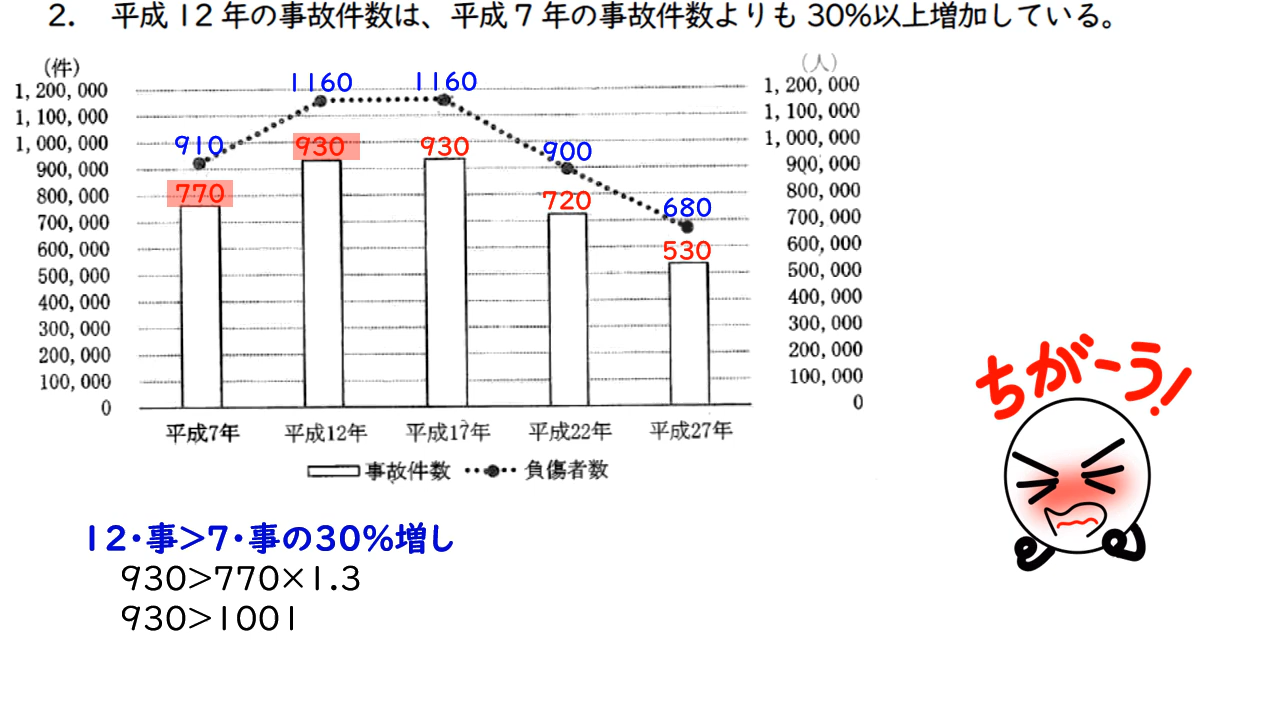 2. 平成 12 年の事故件数は、平成 7 年の事故件数よりも 30%以上増加している。
(件)
(人)
1160 1160
1,200,000 1,200,000
1,100,000 1,100,000
1,000,000 910 930 930 900 1,000,000
900,000 900,000
800,000 770 720 680 800,000
700,000 700,000
600,000 530 600,000
500,000 500,000
400,000 400,000
300,000 300,000
200,000 200,000
100,000 100,000
0 0
平成7年 平成12年 平成17年 平成22年 平成27年
事故件数 負傷者数
ちがーう!
12・事>7・事の30%増し
930>770×1.3
930>1001